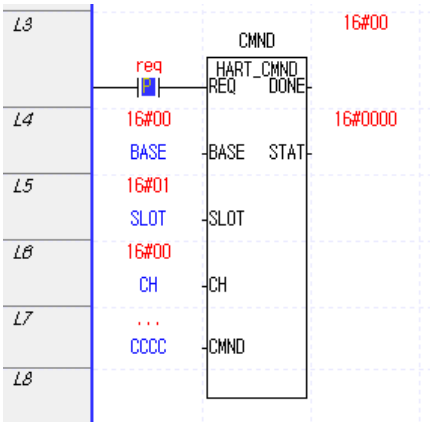 L3 16#00
CMND
req HART_CMND
P REQ DONE
L4 16#00 16#0000
BASE BASE STAT
L5 16#01
SLOT SLOT
L6 16#00
CH CH
L7 ...
CCCC CMND
L8